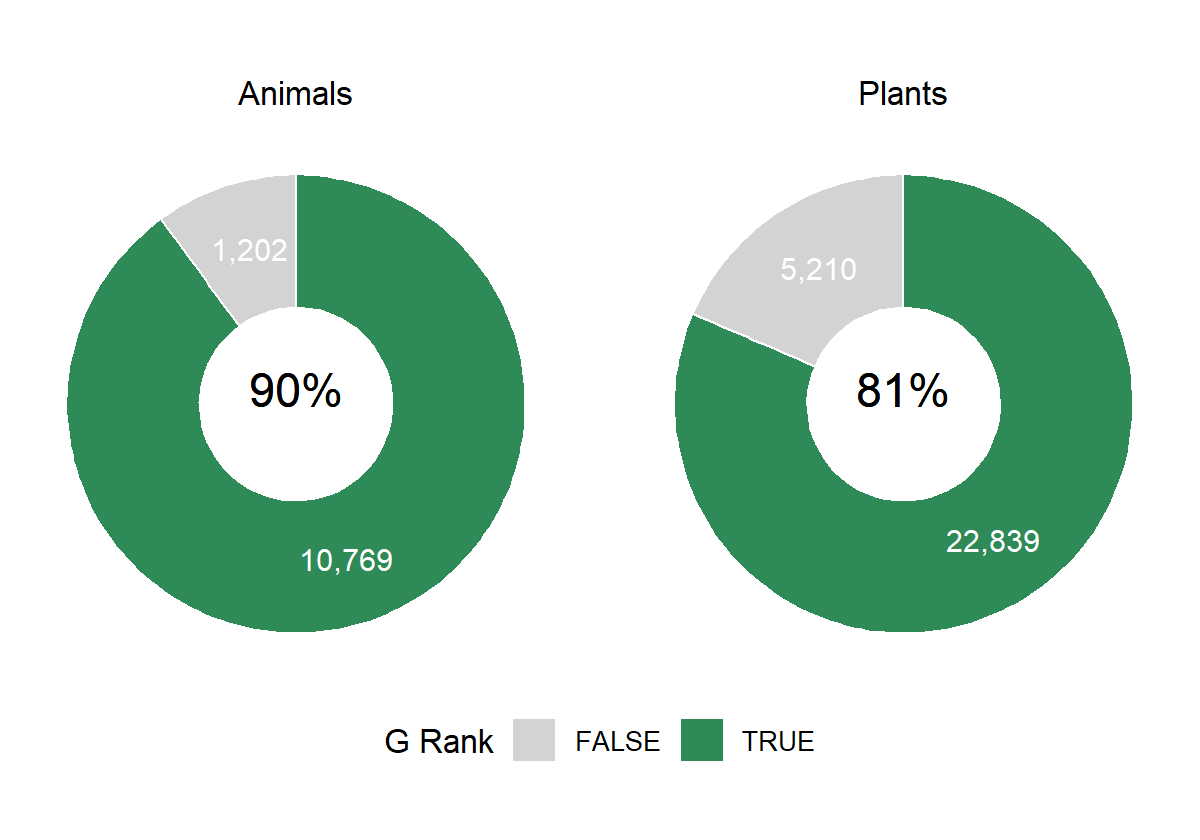 Animals
Plants
1,202
5,210
90%
81%
10,769
22,839
G Rank FALSE TRUE